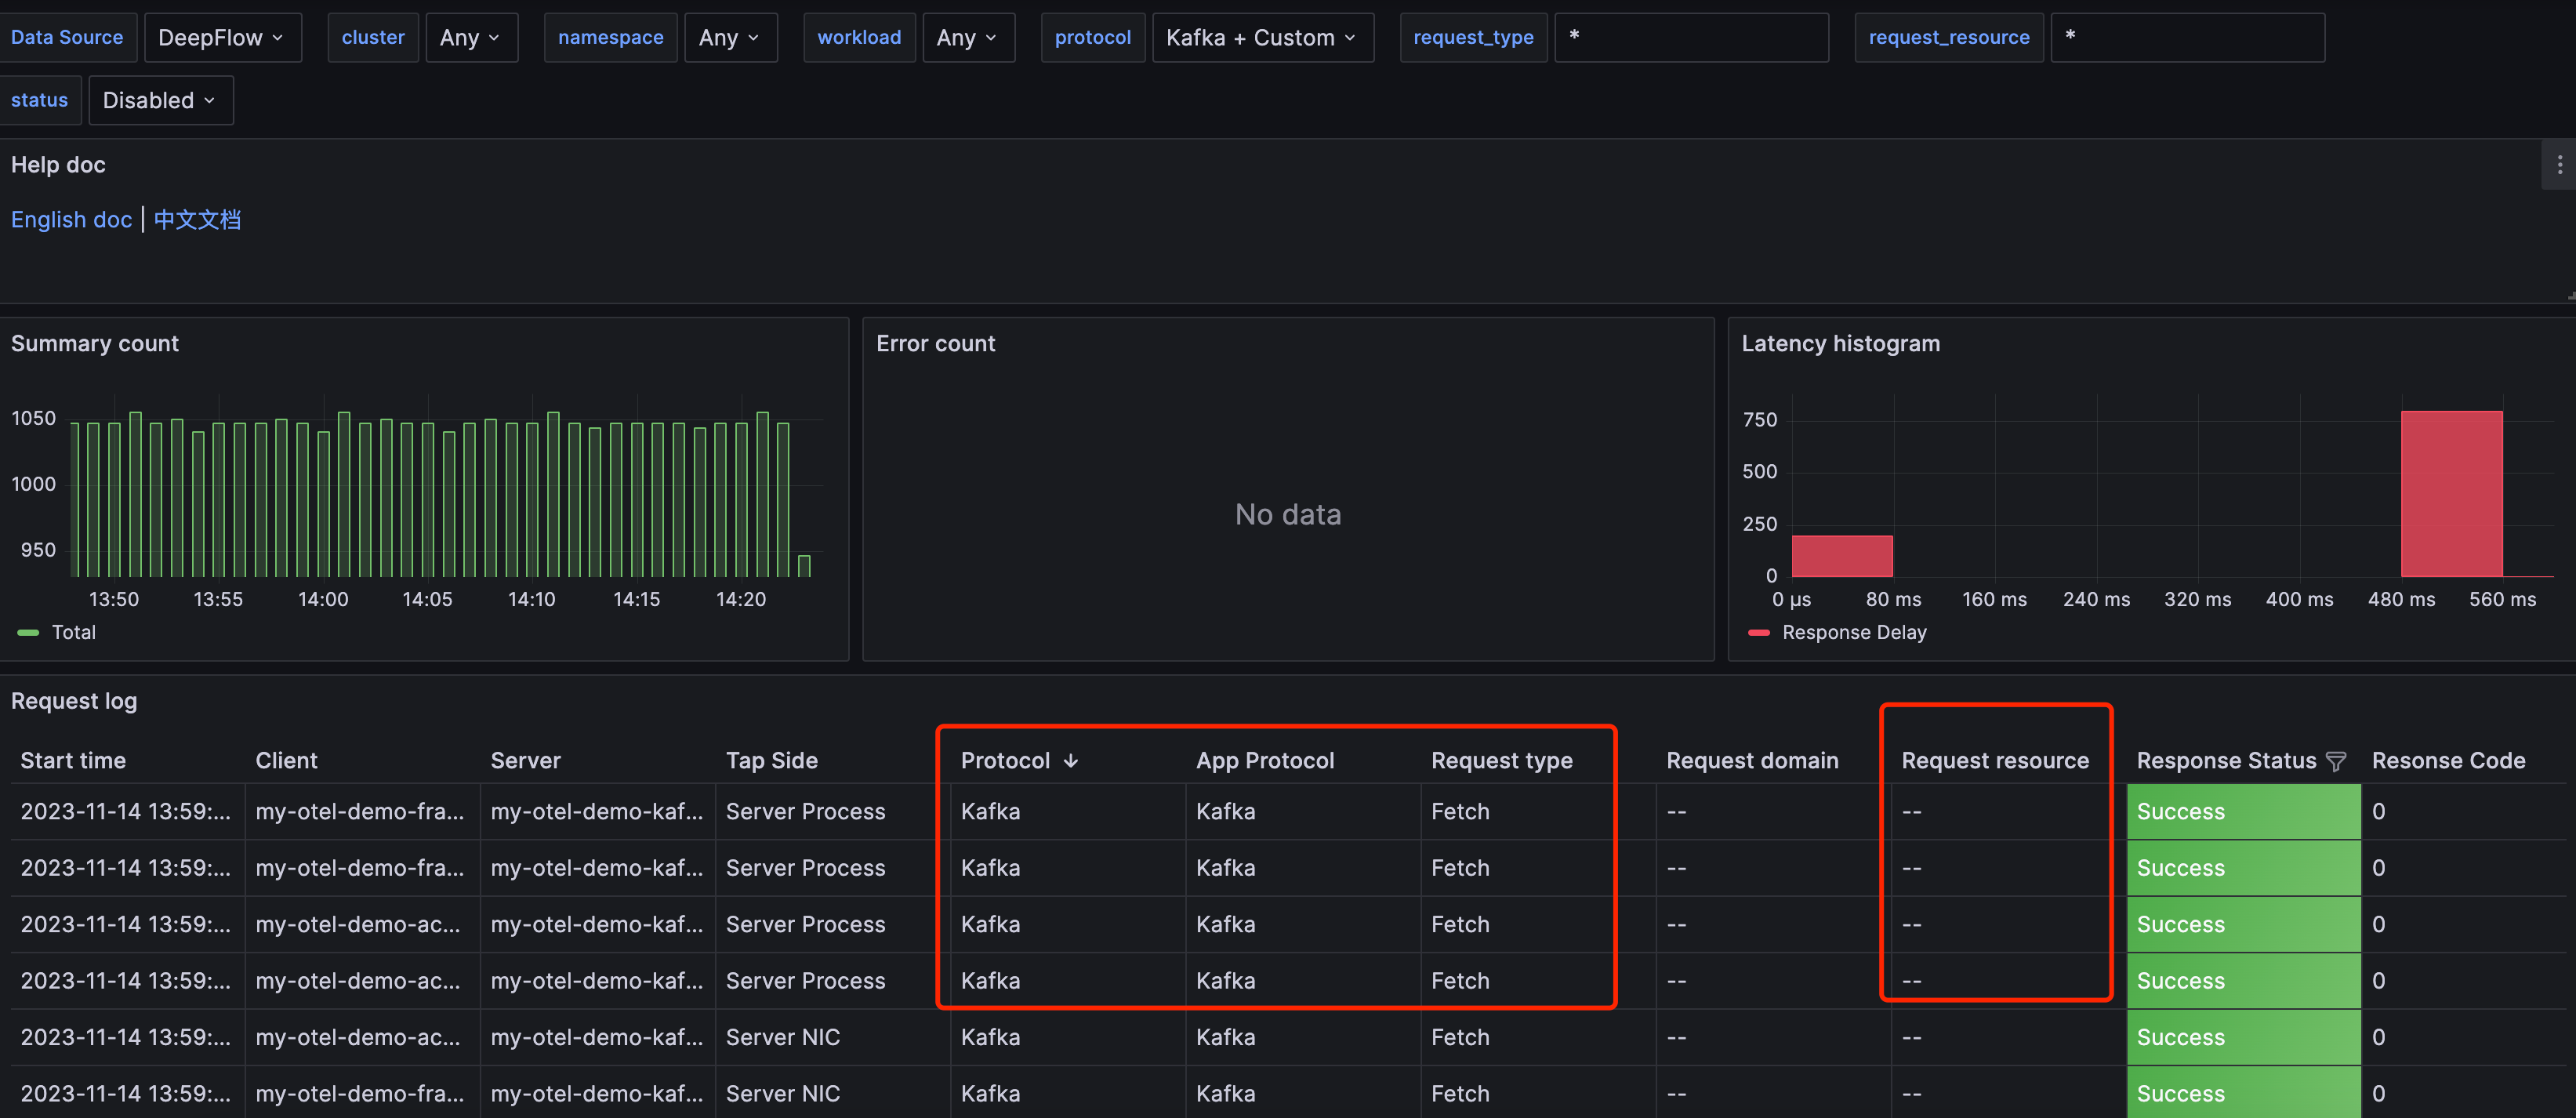 Data Source DeepFlow cluster Any namespace Any workload Any protocol Kafka + Custom request_type * request_resource *
status Disabled
Help doc
English doc | 中文文档
Summary count
1050
1000
950
13:50 13:55 14:00 14:05 14:10 14:15 14:20
Total
Error count
No data
Latency histogram
750
500
250
0
0 µs 80 ms 160 ms 240 ms 320 ms 400 ms 480 ms 560 ms
Response Delay
Request log
Start time Client Server Tap Side Protocol App Protocol Request type Request domain Request resource Response Status Resonse Code
2023-11-14 13:59:... my-otel-demo-fra... my-otel-demo-kaf... Server Process Kafka Kafka Fetch -- -- Success 0
2023-11-14 13:59:... my-otel-demo-fra... my-otel-demo-kaf... Server Process Kafka Kafka Fetch -- -- Success 0
2023-11-14 13:59:... my-otel-demo-ac... my-otel-demo-kaf... Server Process Kafka Kafka Fetch -- -- Success 0
2023-11-14 13:59:... my-otel-demo-ac... my-otel-demo-kaf... Server Process Kafka Kafka Fetch -- -- Success 0
2023-11-14 13:59:... my-otel-demo-ac... my-otel-demo-kaf... Server NIC Kafka Kafka Fetch -- -- Success 0
2023-11-14 13:59:... my-otel-demo-fra... my-otel-demo-kaf... Server NIC Kafka Kafka Fetch -- -- Success 0